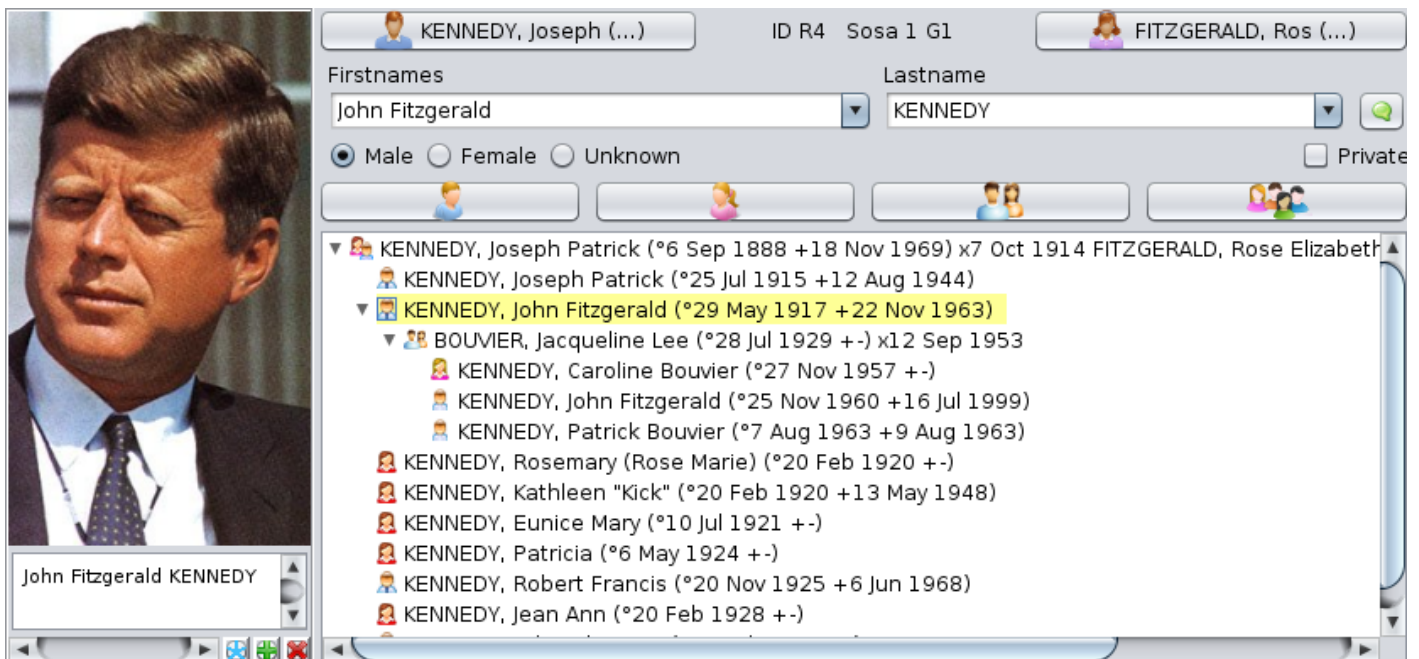 KENNEDY, Joseph (...)
ID R4 Sosa 1 G1
FITZGERALD, Ros (...)
Firstnames
Lastname
John Fitzgerald
KENNEDY
Male
Female
Unknown
Private
KENNEDY, Joseph Patrick (°6 Sep 1888 +18 Nov 1969) x7 Oct 1914 FITZGERALD, Rose Elizabeth
KENNEDY, Joseph Patrick (°25 Jul 1915 +12 Aug 1944)
KENNEDY, John Fitzgerald (°29 May 1917 +22 Nov 1963)
BOUVIER, Jacqueline Lee (°28 Jul 1929 +-) x12 Sep 1953
KENNEDY, Caroline Bouvier (°27 Nov 1957 +-)
KENNEDY, John Fitzgerald (°25 Nov 1960 +16 Jul 1999)
KENNEDY, Patrick Bouvier (°7 Aug 1963 +9 Aug 1963)
KENNEDY, Rosemary (Rose Marie) (°20 Feb 1920 +-)
KENNEDY, Kathleen "Kick" (°20 Feb 1920 +13 May 1948)
KENNEDY, Eunice Mary (°10 Jul 1921 +-)
KENNEDY, Patricia (°6 May 1924 +-)
KENNEDY, Robert Francis (°20 Nov 1925 +6 Jun 1968)
KENNEDY, Jean Ann (°20 Feb 1928 +-)
John Fitzgerald KENNEDY